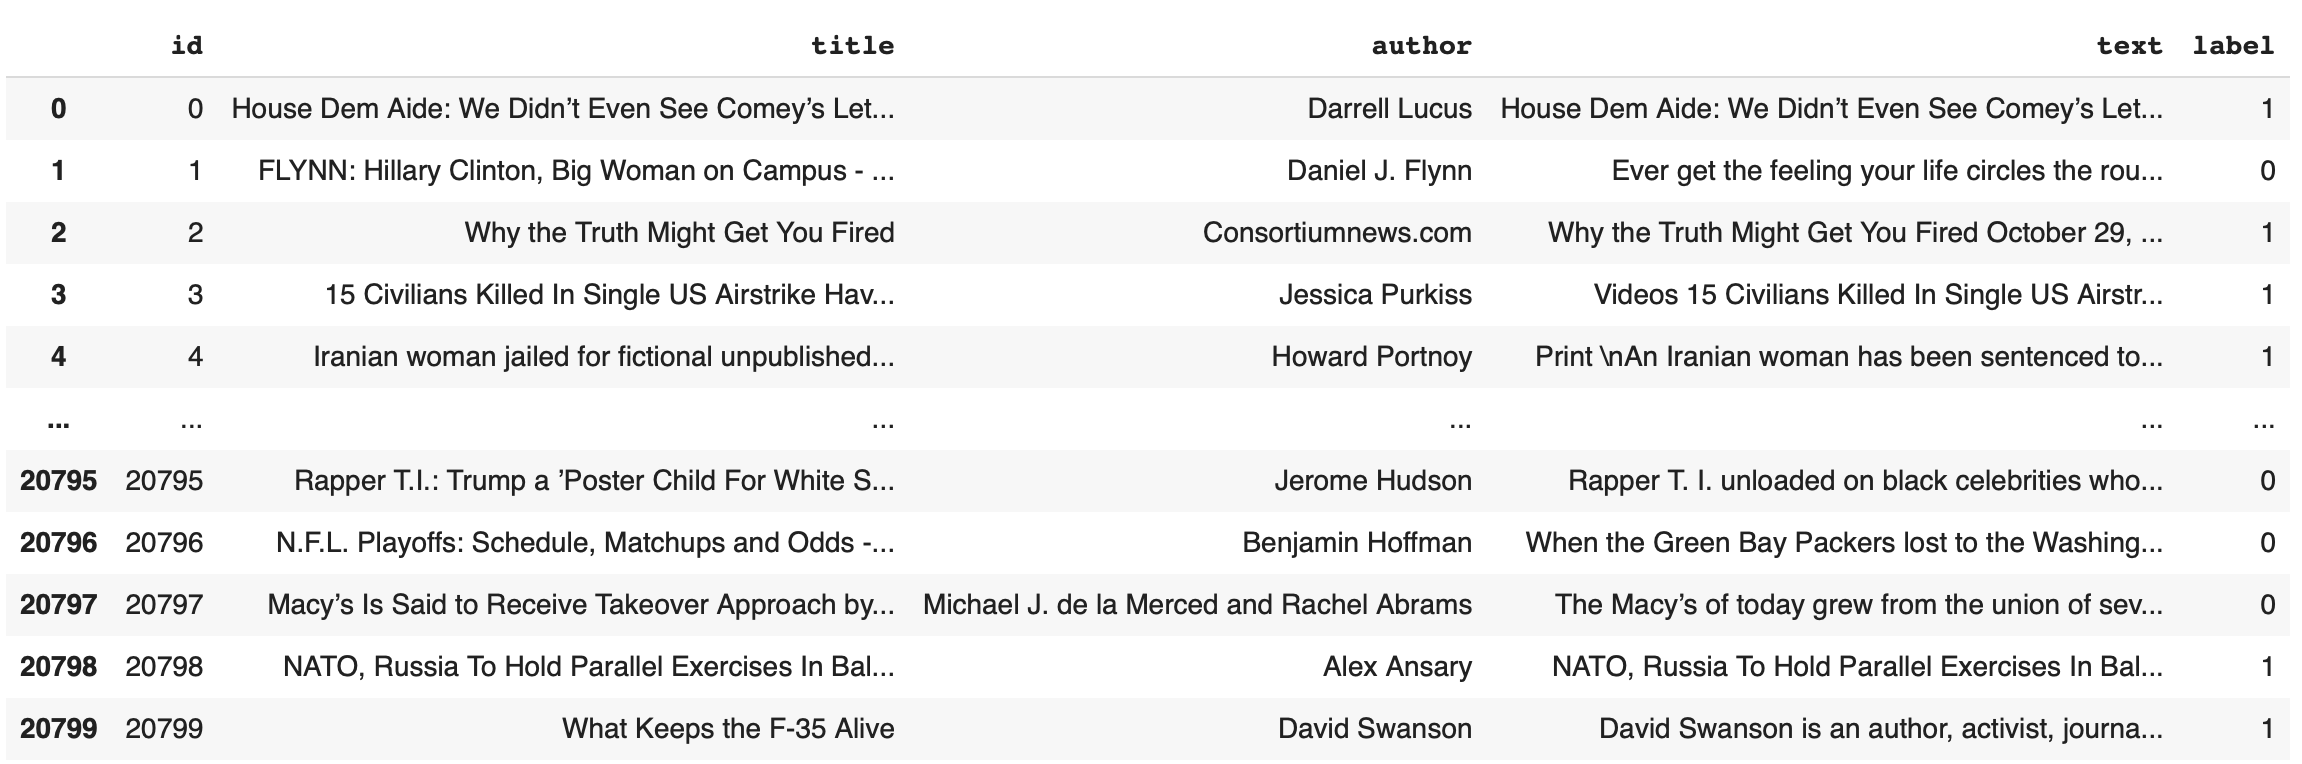 id title author text label
0 0 House Dem Aide: We Didn’t Even See Comey’s Let... Darrell Lucus House Dem Aide: We Didn’t Even See Comey’s Let... 1
1 1 FLYNN: Hillary Clinton, Big Woman on Campus - ... Daniel J. Flynn Ever get the feeling your life circles the rou... 0
2 2 Why the Truth Might Get You Fired Consortiumnews.com Why the Truth Might Get You Fired October 29, ... 1
3 3 15 Civilians Killed In Single US Airstrike Hav... Jessica Purkiss Videos 15 Civilians Killed In Single US Airstr... 1
4 4 Iranian woman jailed for fictional unpublished... Howard Portnoy Print \nAn Iranian woman has been sentenced to... 1
... ... ... ... ... ...
20795 20795 Rapper T.I.: Trump a ’Poster Child For White S... Jerome Hudson Rapper T. I. unloaded on black celebrities who... 0
20796 20796 N.F.L. Playoffs: Schedule, Matchups and Odds -... Benjamin Hoffman When the Green Bay Packers lost to the Washing... 0
20797 20797 Macy’s Is Said to Receive Takeover Approach by... Michael J. de la Merced and Rachel Abrams The Macy’s of today grew from the union of sev... 0
20798 20798 NATO, Russia To Hold Parallel Exercises In Bal... Alex Ansary NATO, Russia To Hold Parallel Exercises In Bal... 1
20799 20799 What Keeps the F-35 Alive David Swanson David Swanson is an author, activist, journa... 1